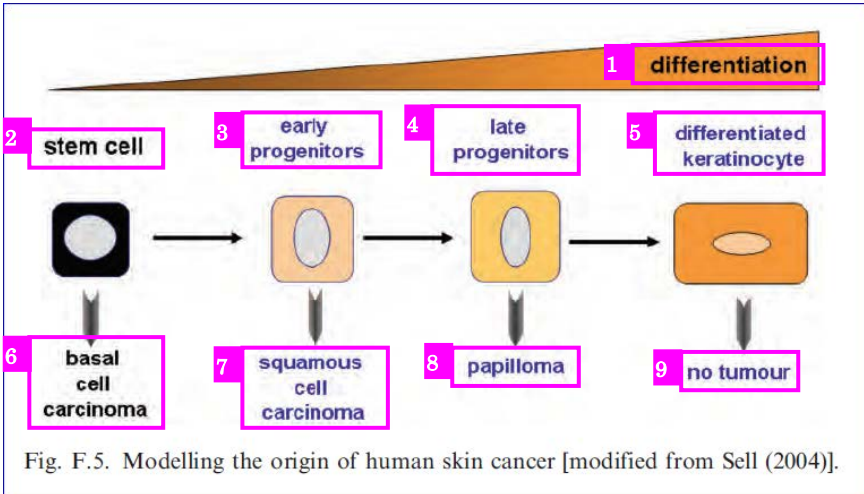 1 differentiation
2 stem cell
3 early
progenitors
4 late
progenitors
5 differentiated
keratinocyte
6 basal
cell
carcinoma
7 squamous
cell
carcinoma
8 papilloma
9 no tumour
Fig. F.5. Modelling the origin of human skin cancer [modified from Sell (2004)].